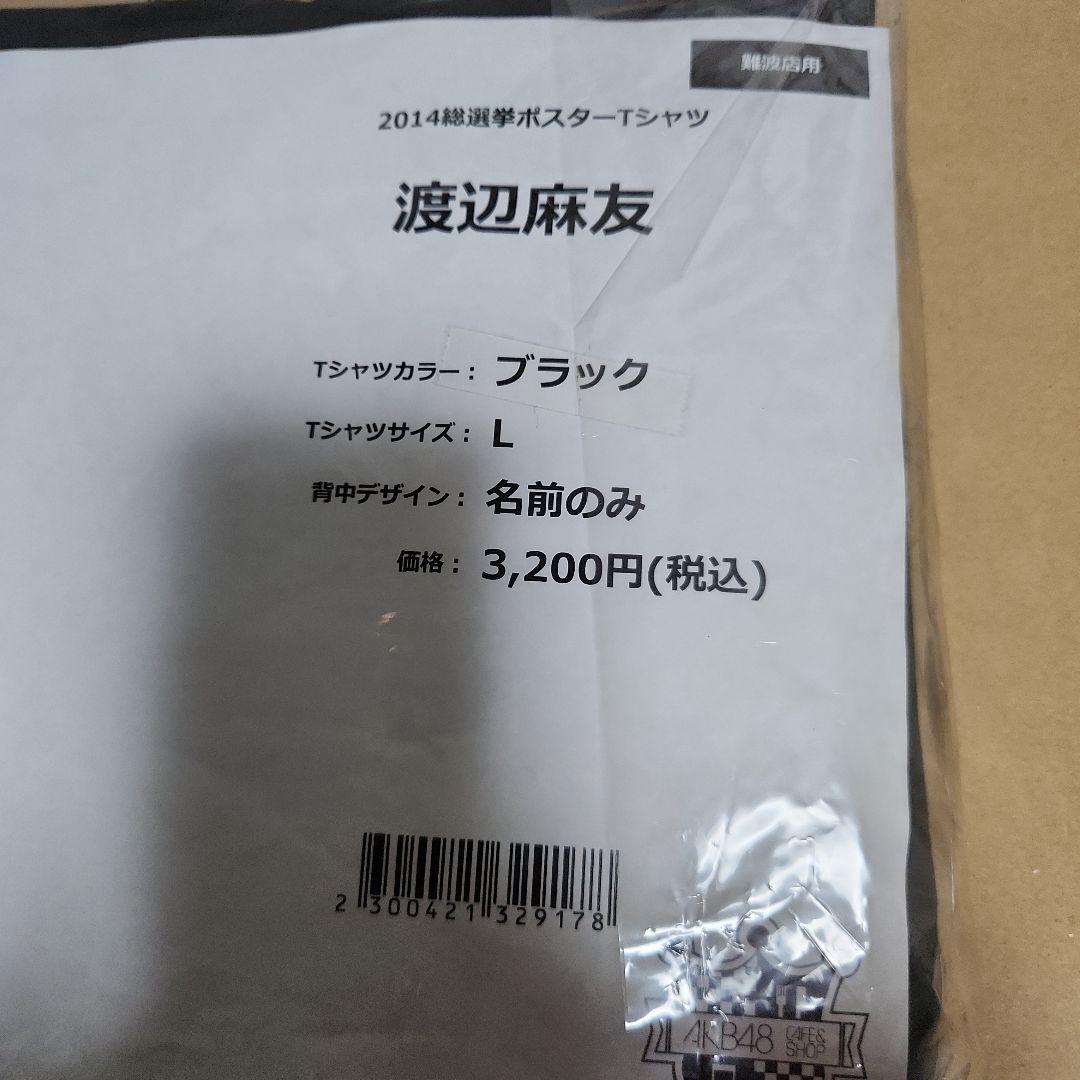 難波店用
2014総選挙ポスターTシャツ
渡辺麻友
Tシャツカラー： ブラック
Tシャツサイズ： L
背中デザイン： 名前のみ
価格： 3,200円(税込)
2 300421 329178
AKB48 CAFE& SHOP